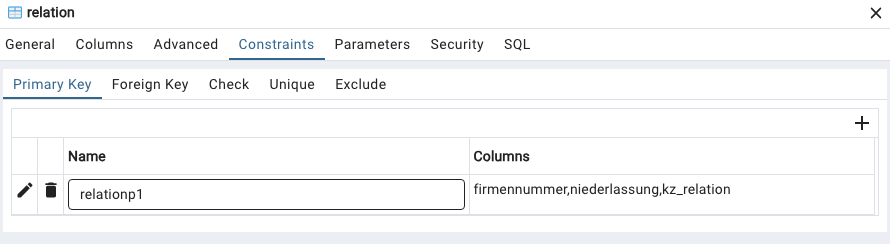 relation
General Columns Advanced Constraints Parameters Security SQL
Primary Key Foreign Key Check Unique Exclude
Name Columns
relationp1 firmennummer,niederlassung,kz_relation